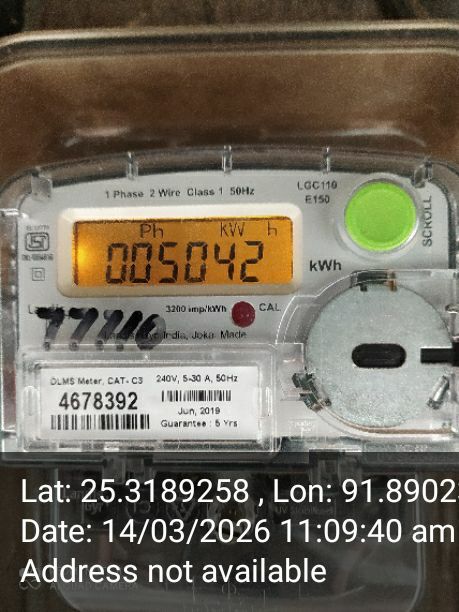 1 Phase 2 Wire Class 1 50Hz
LGC110
E150
SCROLL
Ph KW h
005042
kWh
3200 imp/kWh
CAL
India, Joka. Made
DLMS Meter, CAT- C3
240V, 5-30 A, 50Hz
4678392
Jun, 2019
Guarantee : 5 Yrs
Lat: 25.3189258 , Lon: 91.8902
Date: 14/03/2026 11:09:40 am
Address not available